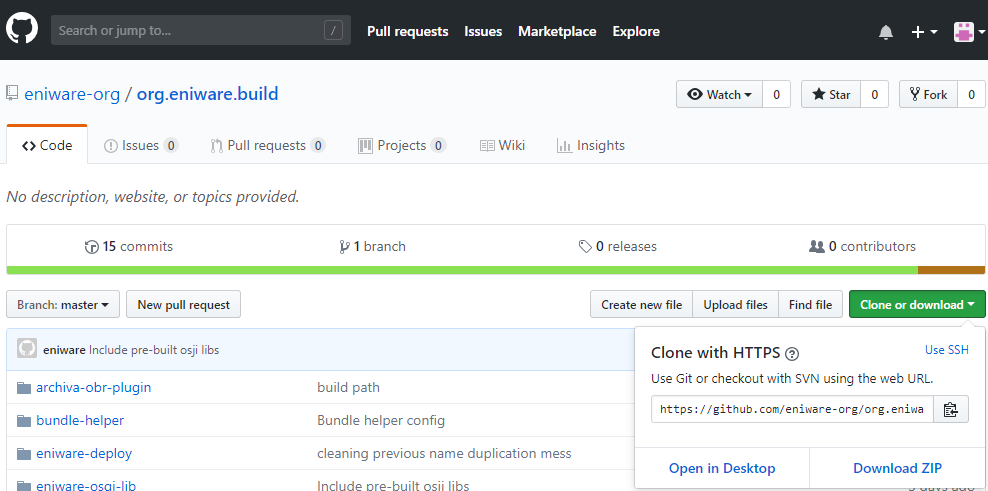 Search or jump to... /
Pull requests Issues Marketplace Explore
eniware-org / org.eniware.build
Watch 0 Star 0 Fork 0
Code Issues 0 Pull requests 0 Projects 0 Wiki Insights
No description, website, or topics provided.
15 commits 1 branch 0 releases 0 contributors
Branch: master New pull request Create new file Upload files Find file Clone or download
eniware Include pre-built osji libs
archiva-obr-plugin build path
bundle-helper Bundle helper config
eniware-deploy cleaning previous name duplication mess
eniware-osgi-lib Include pre-built osji libs
Clone with HTTPS ? Use SSH
Use Git or checkout with SVN using the web URL.
https://github.com/eniware-org/org.eniwa
Open in Desktop Download ZIP